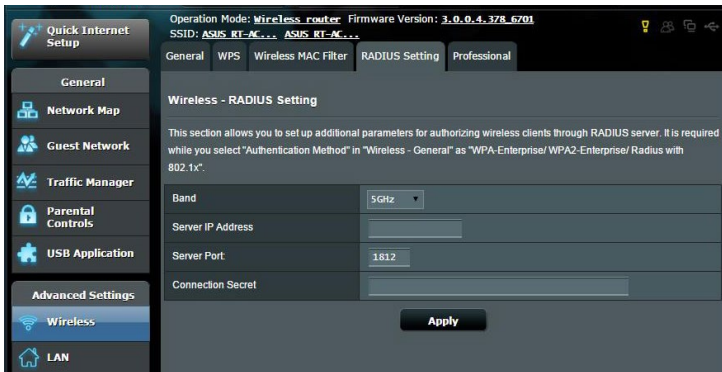 Quick Internet
Setup
Operation Mode: Wireless router Firmware Version: 3.0.0.4.378_6701
SSID: ASUS RT-AC... ASUS RT-AC...
General WPS Wireless MAC Filter RADIUS Setting Professional
General
Network Map
Guest Network
Traffic Manager
Parental
Controls
USB Application
Advanced Settings
Wireless
LAN
Wireless - RADIUS Setting
This section allows you to set up additional parameters for authorizing wireless clients through RADIUS server. It is required
while you select "Authentication Method" in "Wireless - General" as "WPA-Enterprise/ WPA2-Enterprise/ Radius with
802.1x".
Band 5GHz
Server IP Address
Server Port: 1812
Connection Secret
Apply